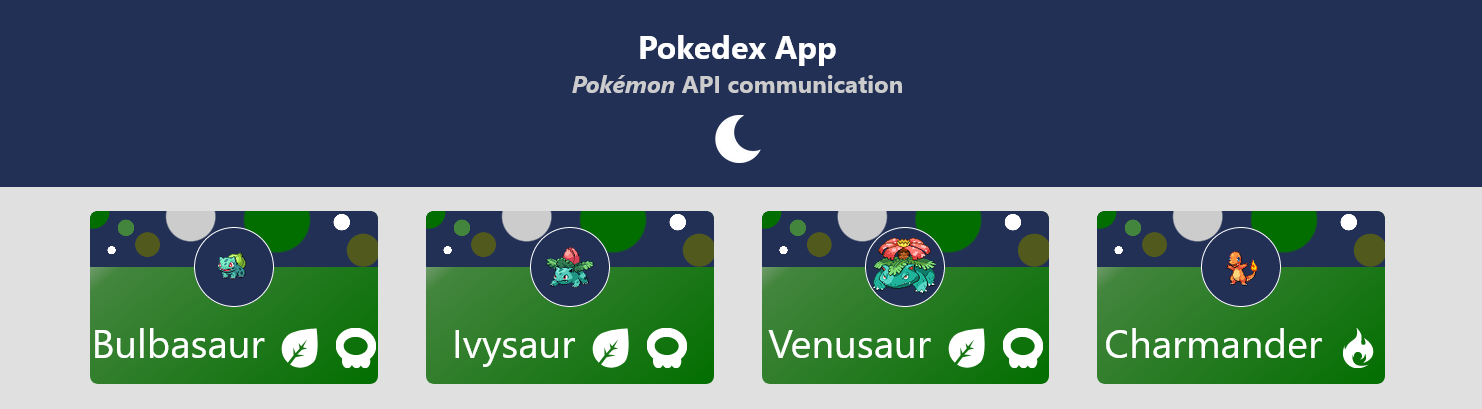 Pokedex App
Pokémon API communication
Bulbasaur
Ivysaur
Venusaur
Charmander